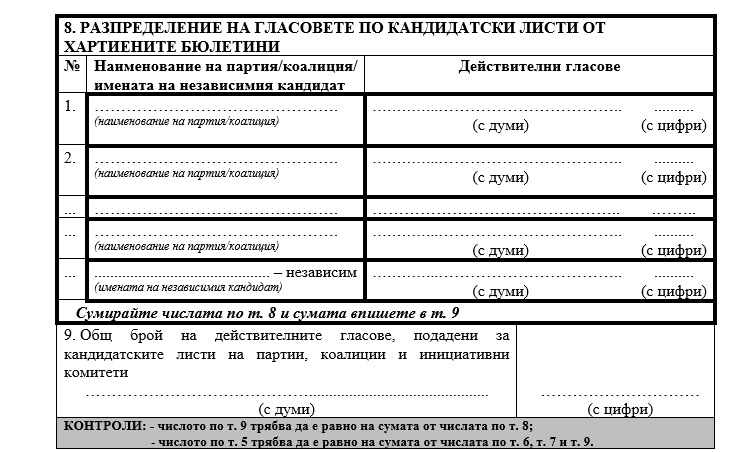 8. РАЗПРЕДЕЛЕНИЕ НА ГЛАСОВЕТЕ ПО КАНДИДАТСКИ ЛИСТИ ОТ
ХАРТИЕНИТЕ БЮЛЕТИНИ
№ Наименование на партия/коалиция/ Действителни гласове
имената на независимия кандидат
1. ………………………………………… ……………………………………… ..........
(наименование на партия/коалиция) (с думи) (с цифри)
2. ………………………………………… ……………………………………… ..........
(наименование на партия/коалиция) (с думи) (с цифри)
... ………………………………………… ……………………………………… ..........
... ………………………………………… ……………………………………… ..........
(наименование на партия/коалиция) (с думи) (с цифри)
... ................................................ – независим ……………………………………… ..........
(имената на независимия кандидат) (с думи) (с цифри)
Сумирайте числата по т. 8 и сумата впишете в т. 9
9. Общ брой на действителните гласове, подадени за
кандидатските листи на партии, коалиции и инициативни
комитети
……………………………………………………………… ………………………………
(с думи) (с цифри)
КОНТРОЛИ: - числото по т. 9 трябва да е равно на сумата от числата по т. 8;
- числото по т. 5 трябва да е равно на сумата от числата по т. 6, т. 7 и т. 9.